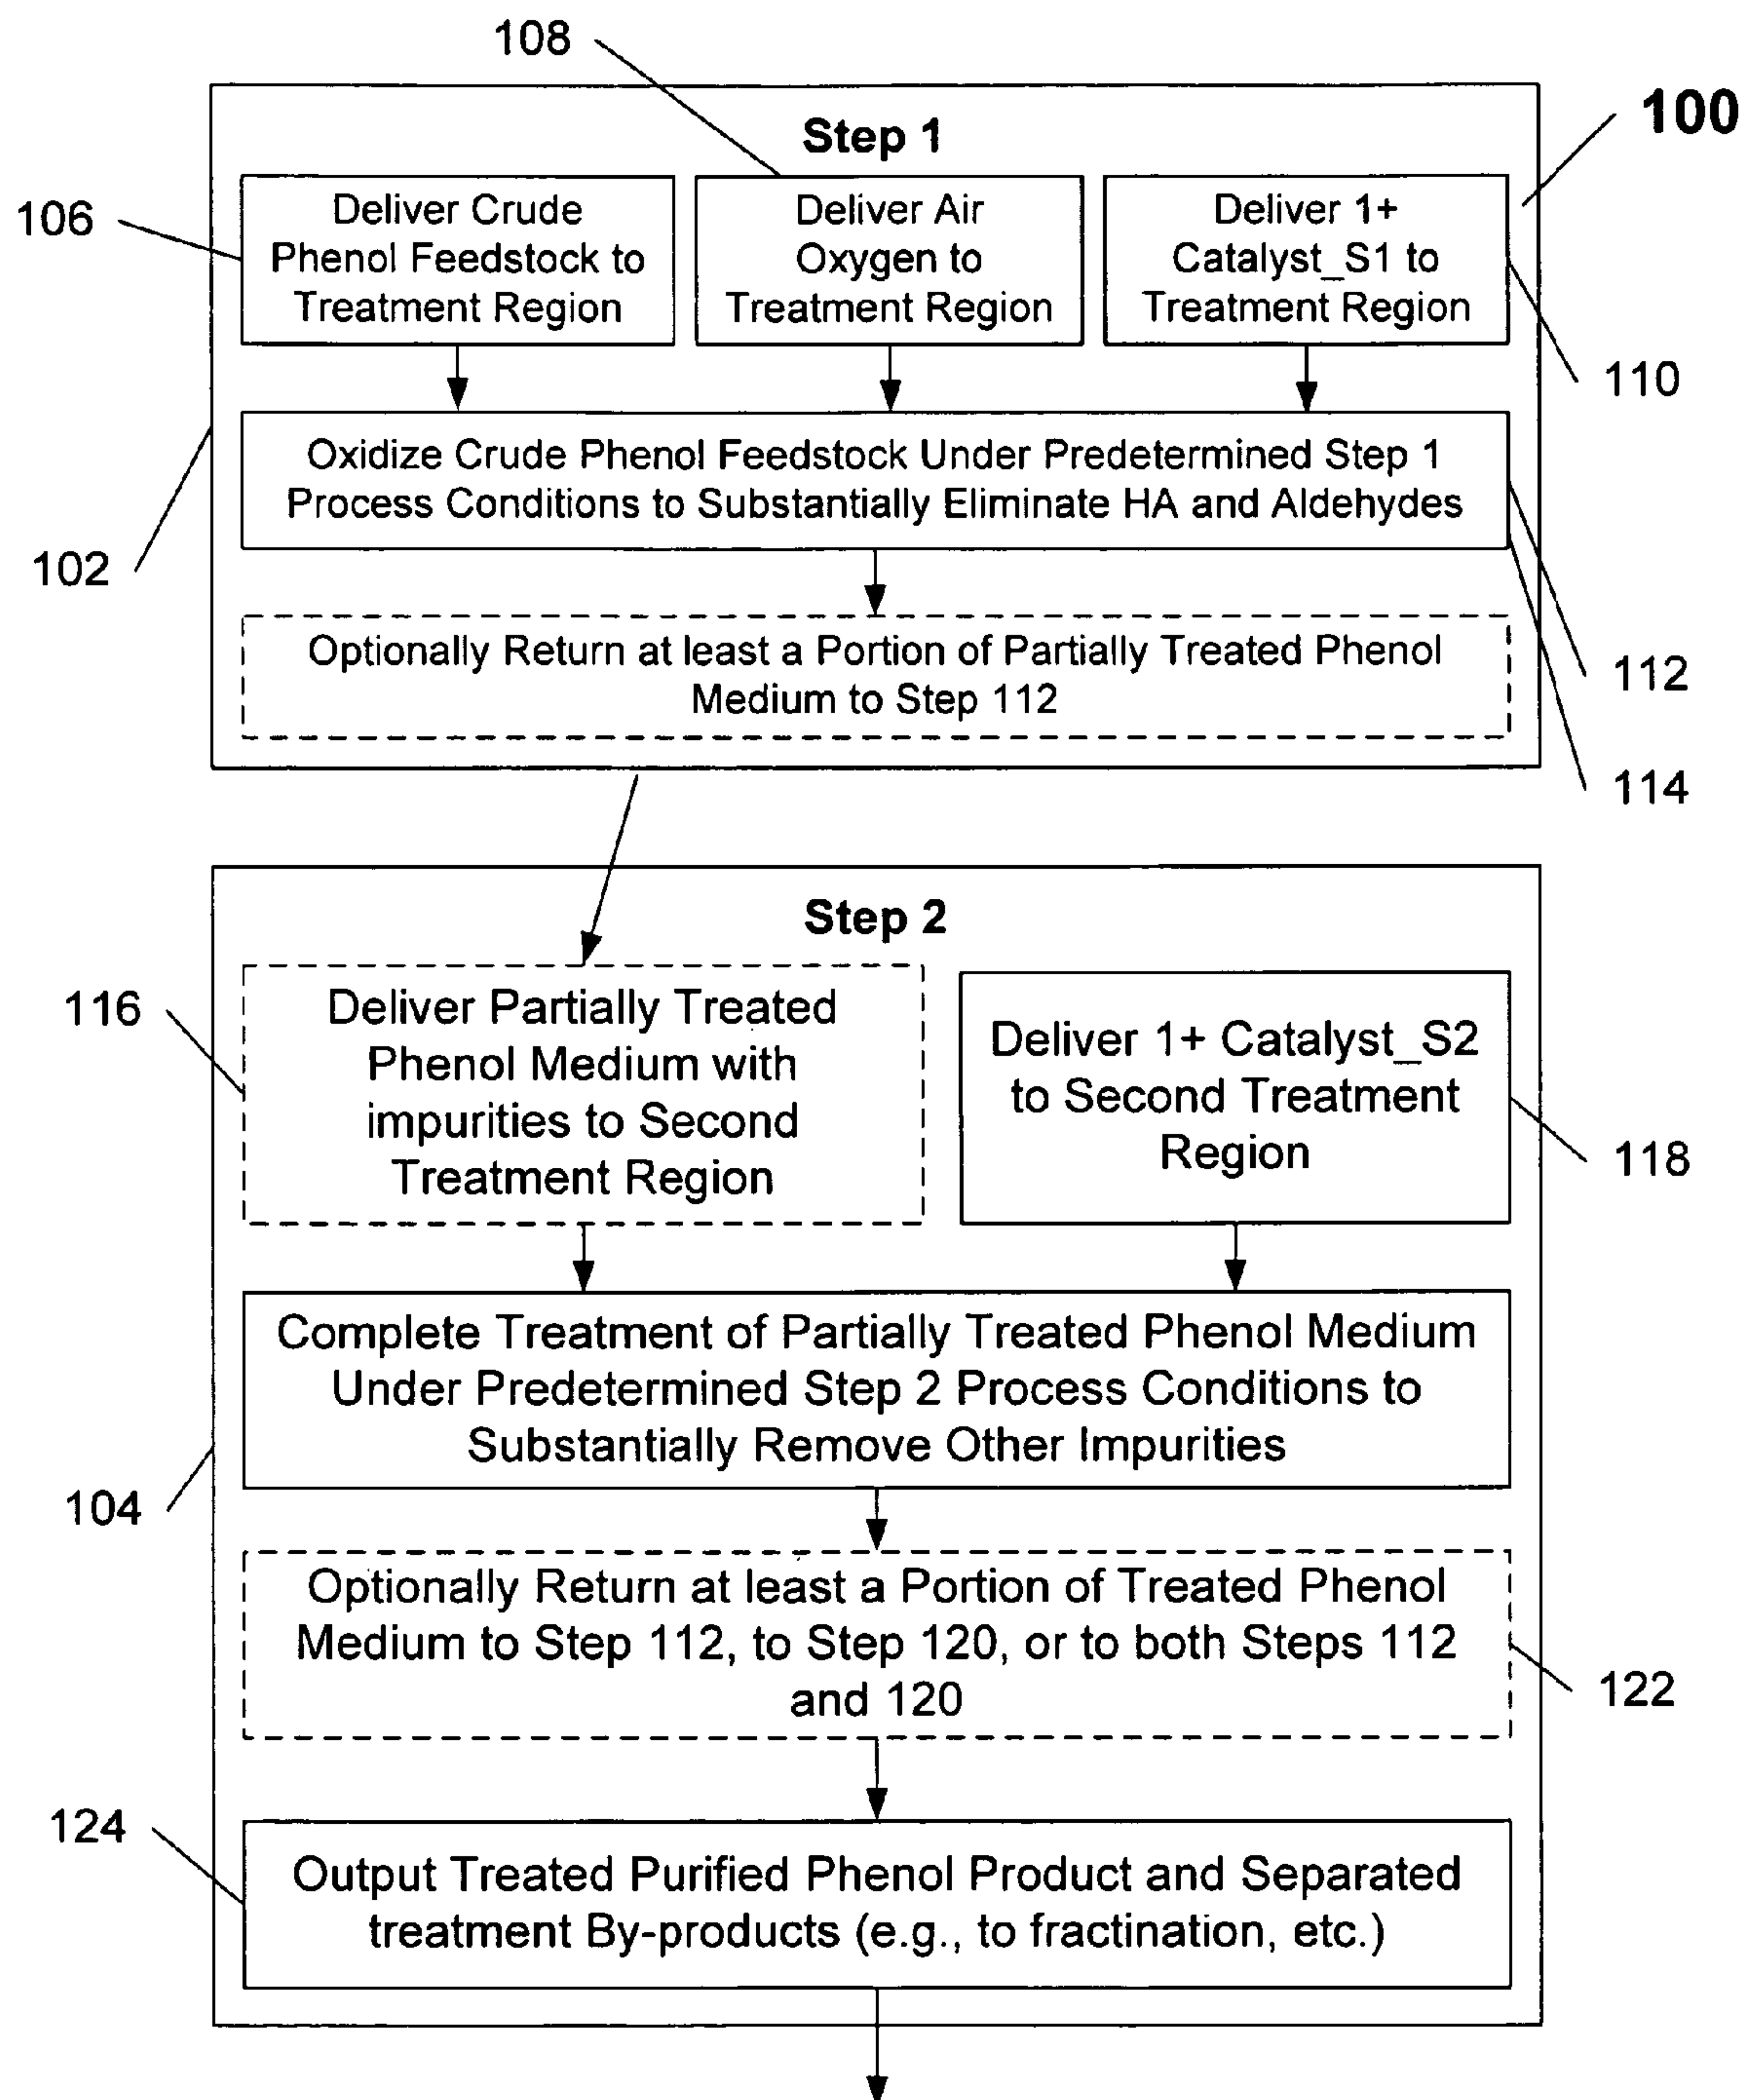 108
100
Step 1
106
Deliver Crude
Phenol Feedstock to
Treatment Region
Deliver Air
Oxygen to
Treatment Region
Deliver 1+
Catalyst_S1 to
Treatment Region
110
Oxidize Crude Phenol Feedstock Under Predetermined Step 1
Process Conditions to Substantially Eliminate HA and Aldehydes
102
Optionally Return at least a Portion of Partially Treated Phenol
Medium to Step 112
112
114
Step 2
116
Deliver Partially Treated
Phenol Medium with
impurities to Second
Treatment Region
Deliver 1+ Catalyst_S2
to Second Treatment
Region
118
Complete Treatment of Partially Treated Phenol Medium
Under Predetermined Step 2 Process Conditions to
Substantially Remove Other Impurities
104
Optionally Return at least a Portion of Treated Phenol
Medium to Step 112, to Step 120, or to both Steps 112
and 120
122
124
Output Treated Purified Phenol Product and Separated
treatment By-products (e.g., to fractination, etc.)